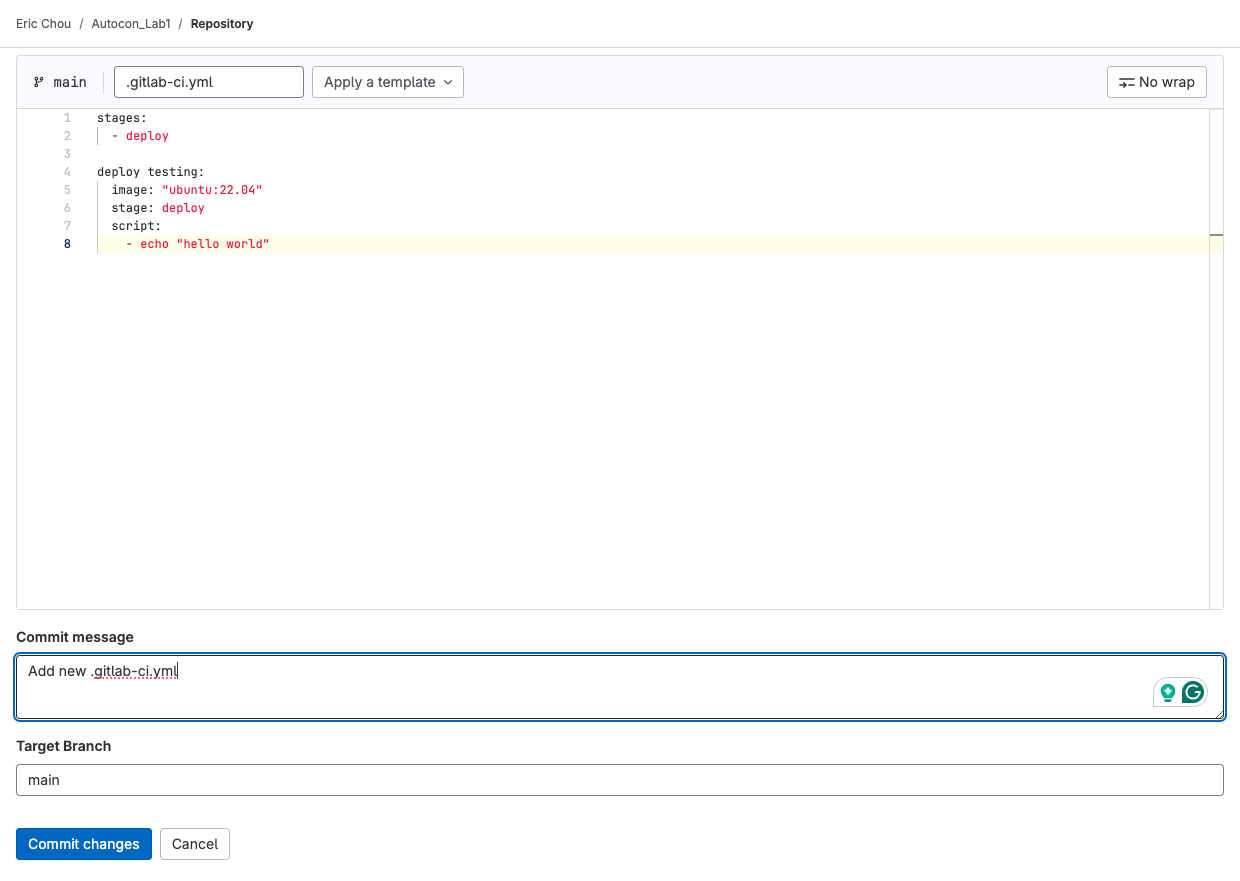 Eric Chou / Autocon_Lab1 / Repository
main .gitlab-ci.yml Apply a template No wrap
1 stages:
2   - deploy
3
4 deploy testing:
5   image: "ubuntu:22.04"
6   stage: deploy
7   script:
8     - echo "hello world"
Commit message
Add new .gitlab-ci.yml
Target Branch
main
Commit changes Cancel